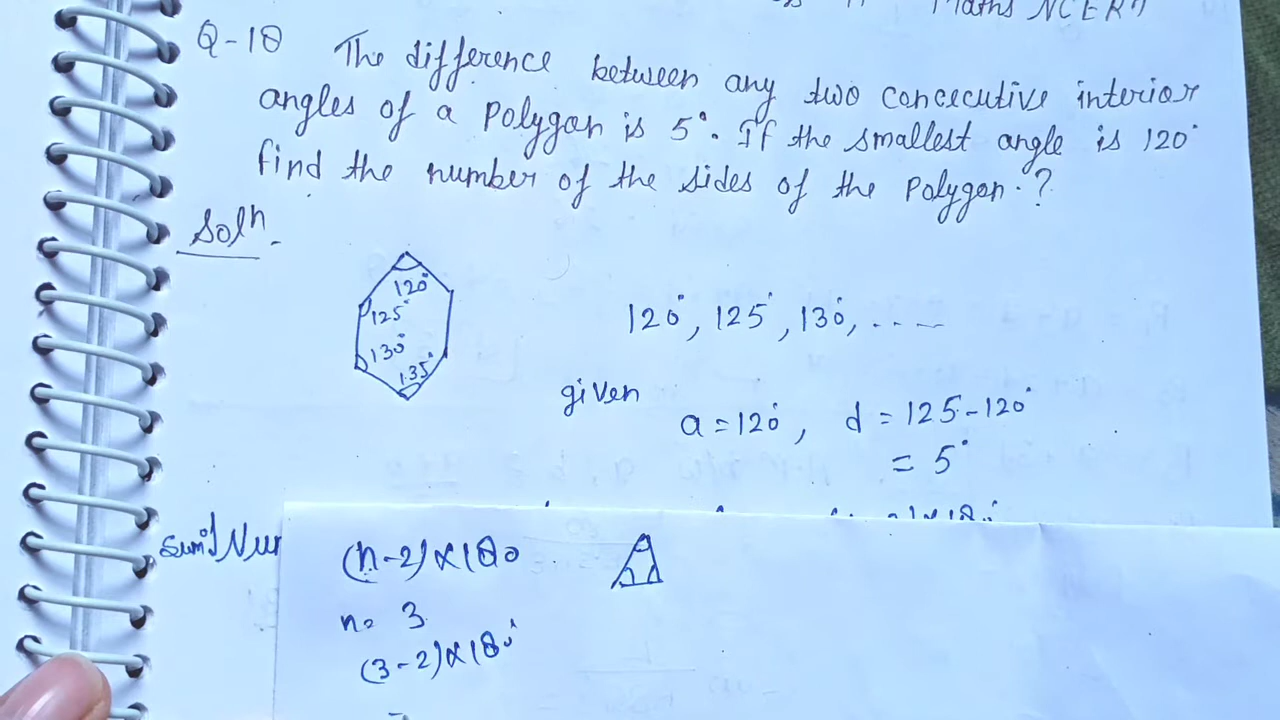 Maths NCERT
Q-18 The difference between any two concecutive interior
angles of a polygon is 5°. If the smallest angle is 120°
find the number of the sides of the polygon.?
Solⁿ.
120°
125°
130°
135°
120°, 125°, 130°, ....
given
a = 120°, d = 125-120°
= 5°
sum of
(n-2)×180
n= 3
(3-2)×180°